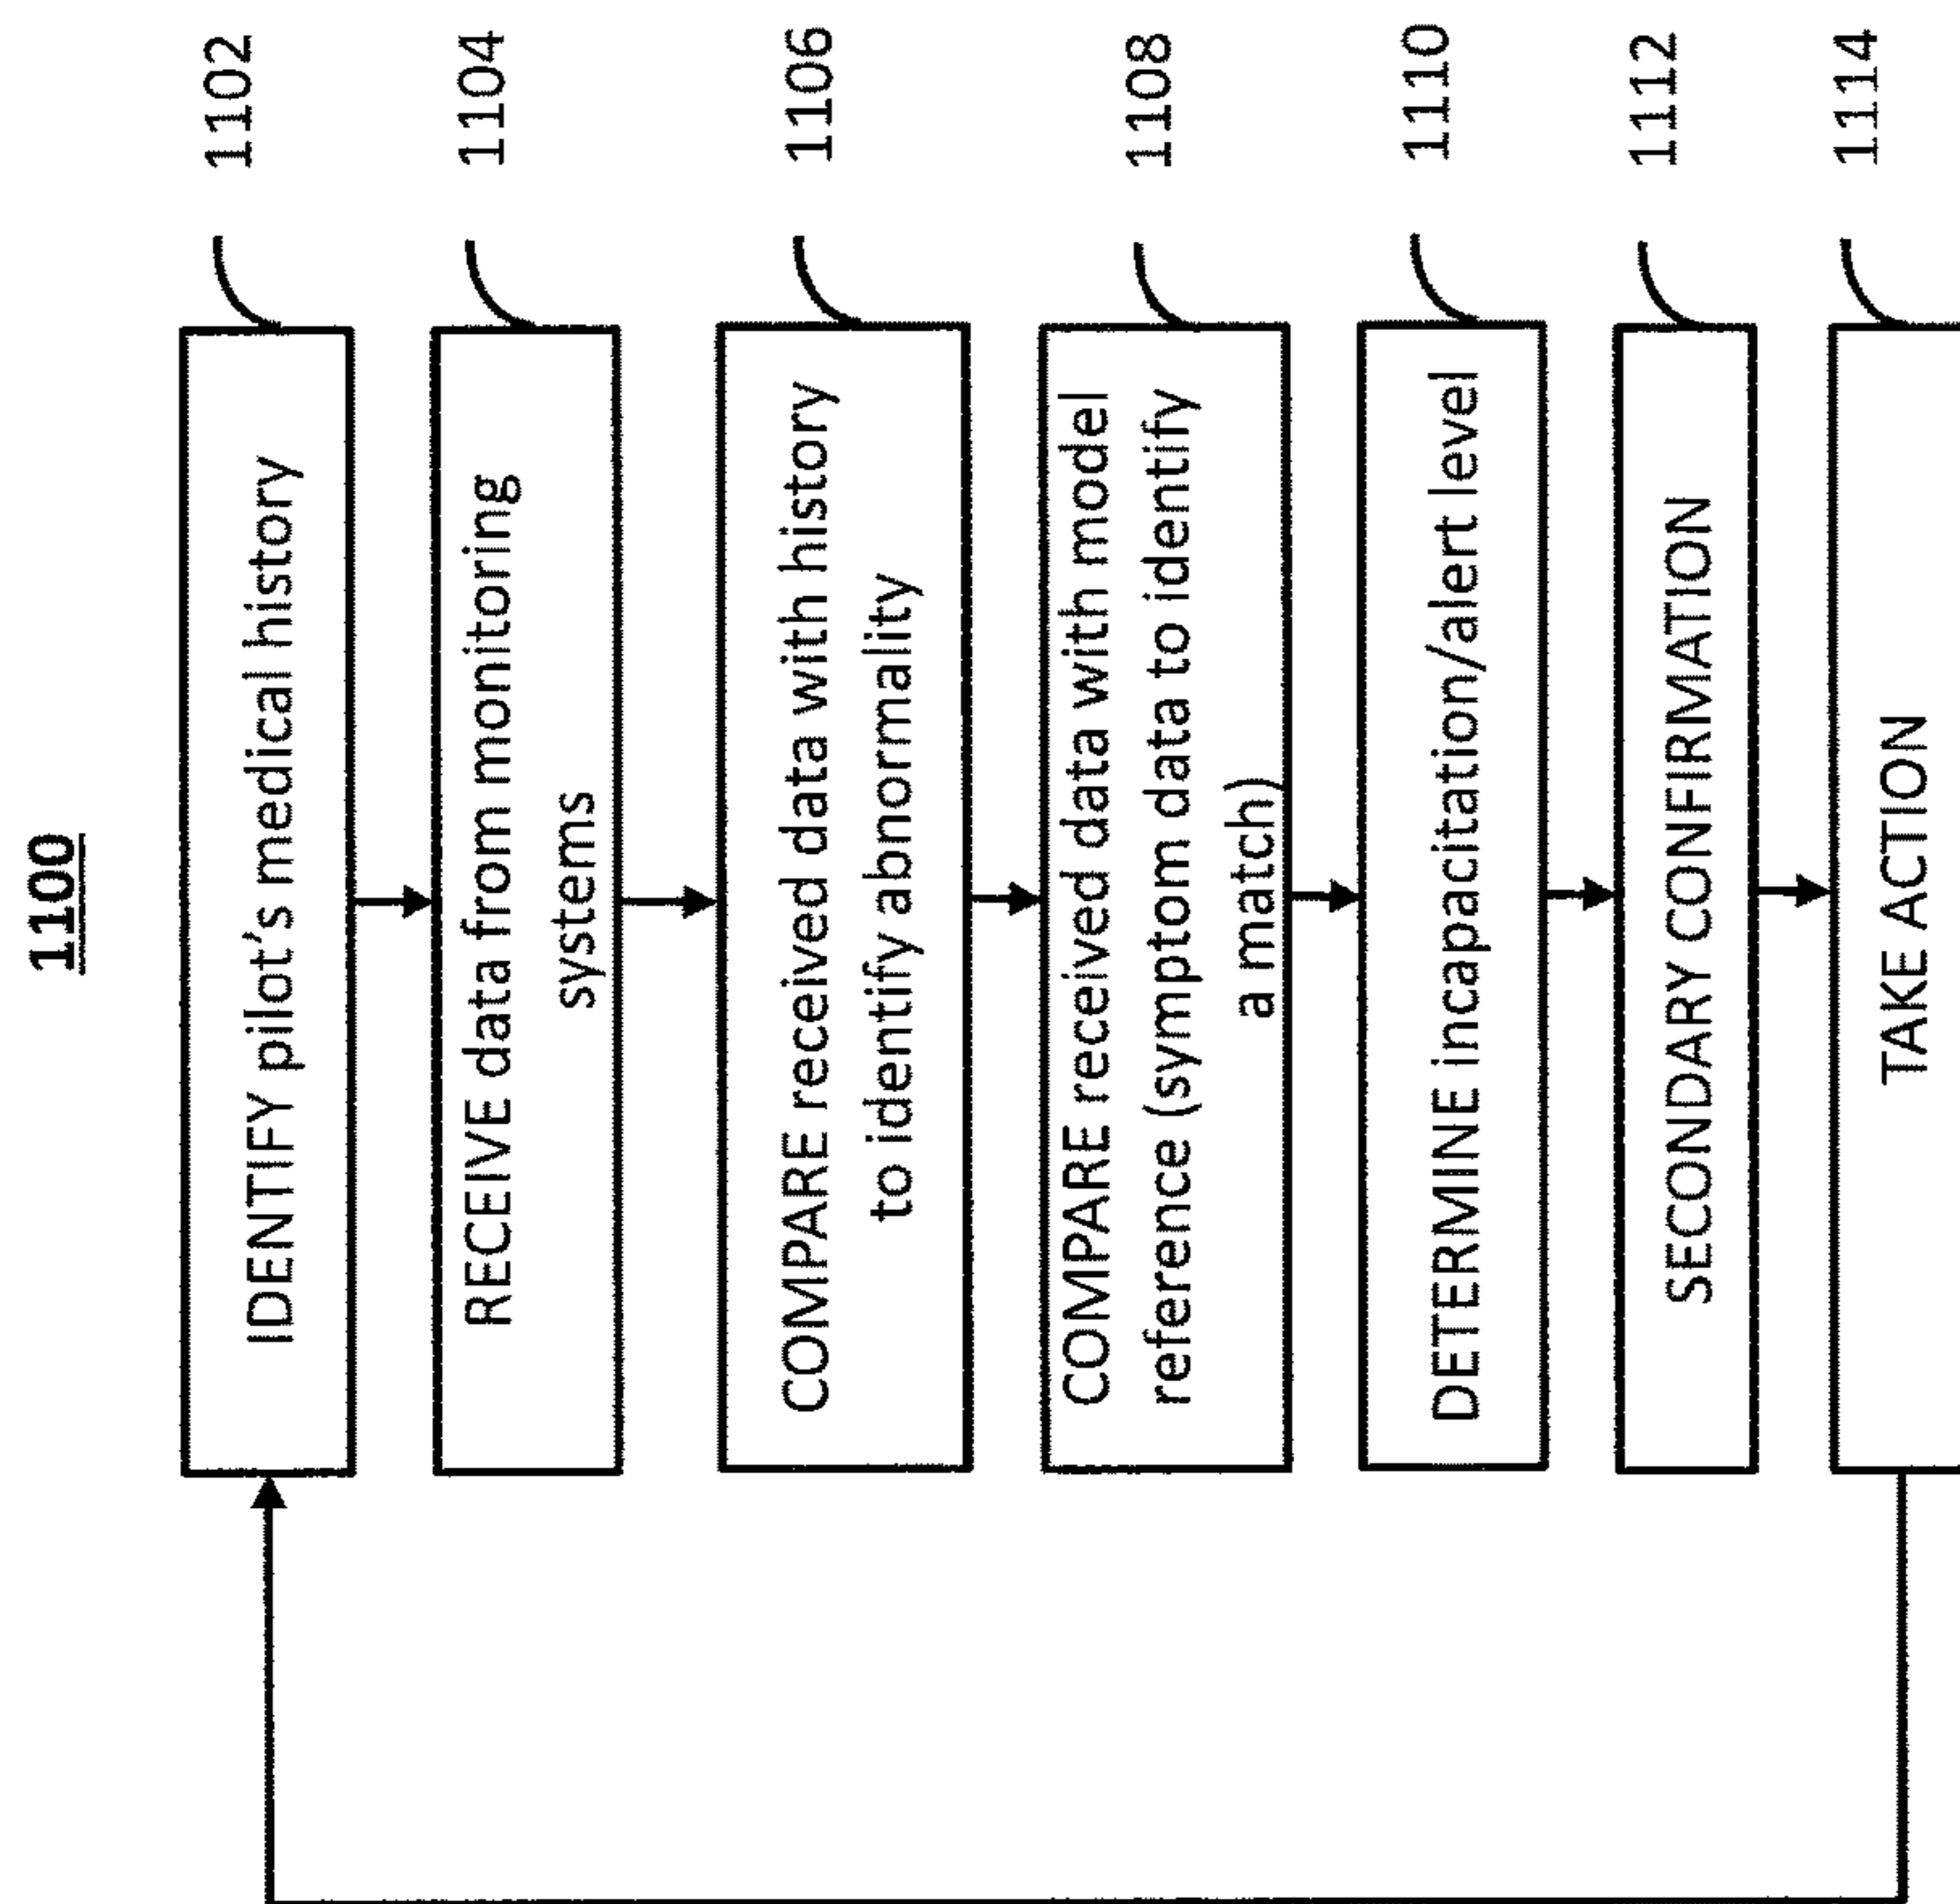 1100
IDENTIFY pilot's medical history
1102
RECEIVE data from monitoring
systems
1104
COMPARE received data with history
to identify abnormality
1106
COMPARE received data with model
reference (symptom data to identify
a match)
1108
DETERMINE incapacitation/alert level
1110
SECONDARY CONFIRMATION
1112
TAKE ACTION
1114